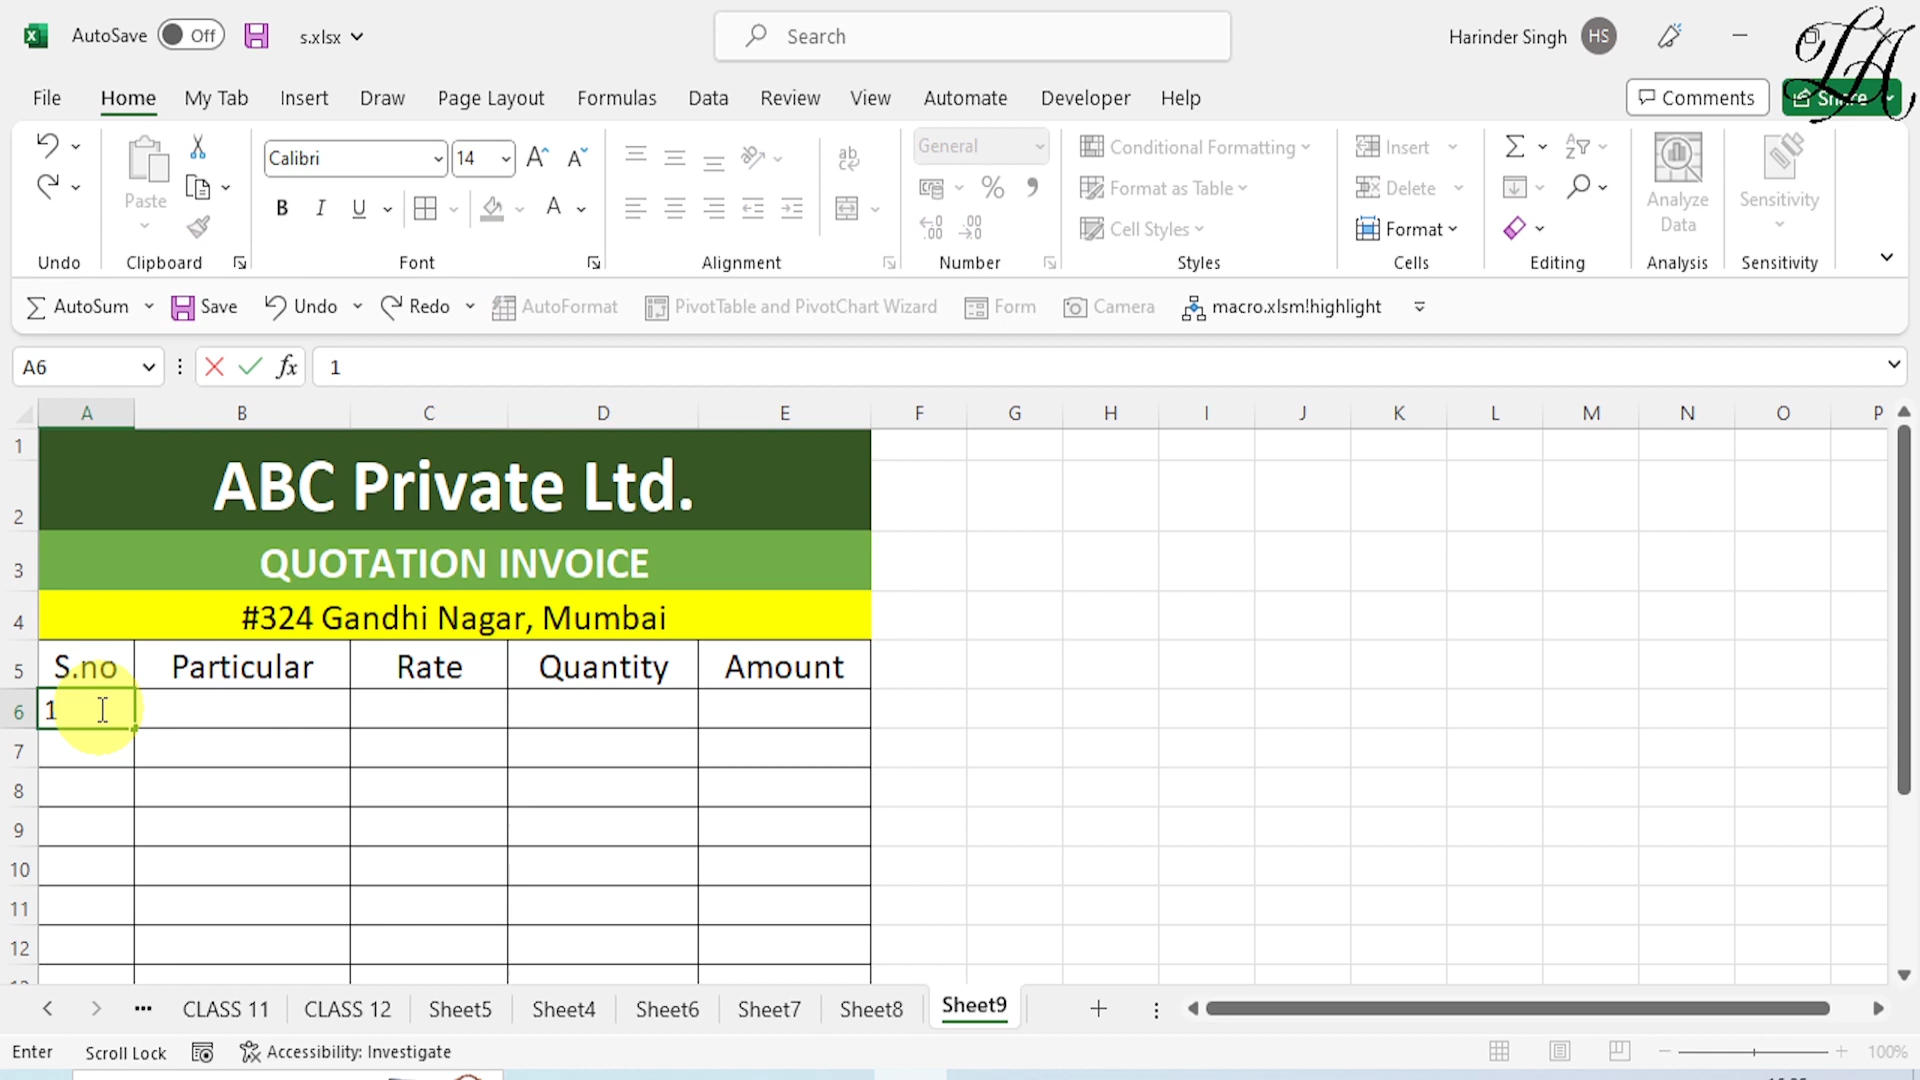 AutoSave Off s.xlsx Search Harinder Singh HS
LA
File Home My Tab Insert Draw Page Layout Formulas Data Review View Automate Developer Help Comments Share
Calibri 14 ab General Conditional Formatting Insert
Paste Format as Table Delete Analyze Data Sensitivity
B I U A % Cell Styles Format
Undo Clipboard Font Alignment Number Styles Cells Editing Analysis Sensitivity
AutoSum Save Undo Redo AutoFormat PivotTable and PivotChart Wizard Form Camera macro.xlsm!highlight
A6 fx 1
A B C D E F G H I J K L M N O P
1
2 ABC Private Ltd.
3 QUOTATION INVOICE
4 #324 Gandhi Nagar, Mumbai
5 S.no Particular Rate Quantity Amount
6 1
7
8
9
10
11
12
CLASS 11 CLASS 12 Sheet5 Sheet4 Sheet6 Sheet7 Sheet8 Sheet9
Enter Scroll Lock Accessibility: Investigate 100%